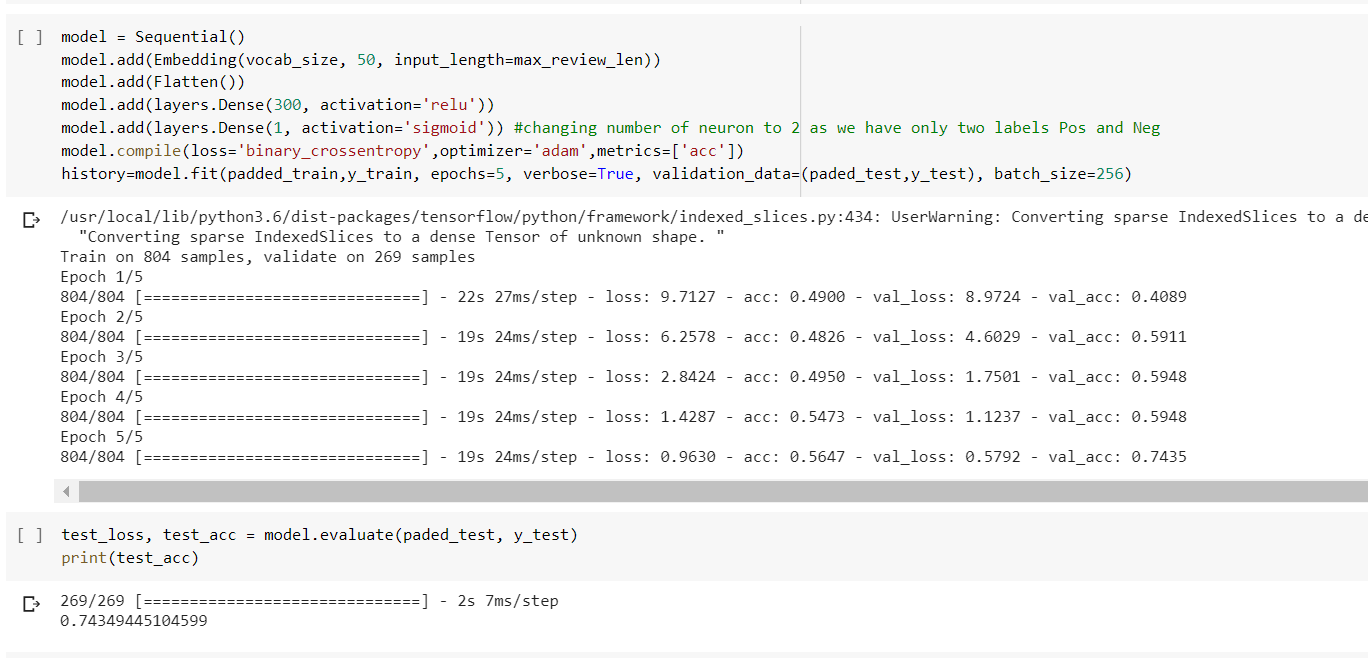 [ ] model = Sequential()
model.add(Embedding(vocab_size, 50, input_length=max_review_len))
model.add(Flatten())
model.add(layers.Dense(300, activation='relu'))
model.add(layers.Dense(1, activation='sigmoid')) #changing number of neuron to 2 as we have only two labels Pos and Neg
model.compile(loss='binary_crossentropy',optimizer='adam',metrics=['acc'])
history=model.fit(padded_train,y_train, epochs=5, verbose=True, validation_data=(paded_test,y_test), batch_size=256)
/usr/local/lib/python3.6/dist-packages/tensorflow/python/framework/indexed_slices.py:434: UserWarning: Converting sparse IndexedSlices to a de
"Converting sparse IndexedSlices to a dense Tensor of unknown shape. "
Train on 804 samples, validate on 269 samples
Epoch 1/5
804/804 [==============================] - 22s 27ms/step - loss: 9.7127 - acc: 0.4900 - val_loss: 8.9724 - val_acc: 0.4089
Epoch 2/5
804/804 [==============================] - 19s 24ms/step - loss: 6.2578 - acc: 0.4826 - val_loss: 4.6029 - val_acc: 0.5911
Epoch 3/5
804/804 [==============================] - 19s 24ms/step - loss: 2.8424 - acc: 0.4950 - val_loss: 1.7501 - val_acc: 0.5948
Epoch 4/5
804/804 [==============================] - 19s 24ms/step - loss: 1.4287 - acc: 0.5473 - val_loss: 1.1237 - val_acc: 0.5948
Epoch 5/5
804/804 [==============================] - 19s 24ms/step - loss: 0.9630 - acc: 0.5647 - val_loss: 0.5792 - val_acc: 0.7435
[ ] test_loss, test_acc = model.evaluate(paded_test, y_test)
print(test_acc)
269/269 [==============================] - 2s 7ms/step
0.74349445104599